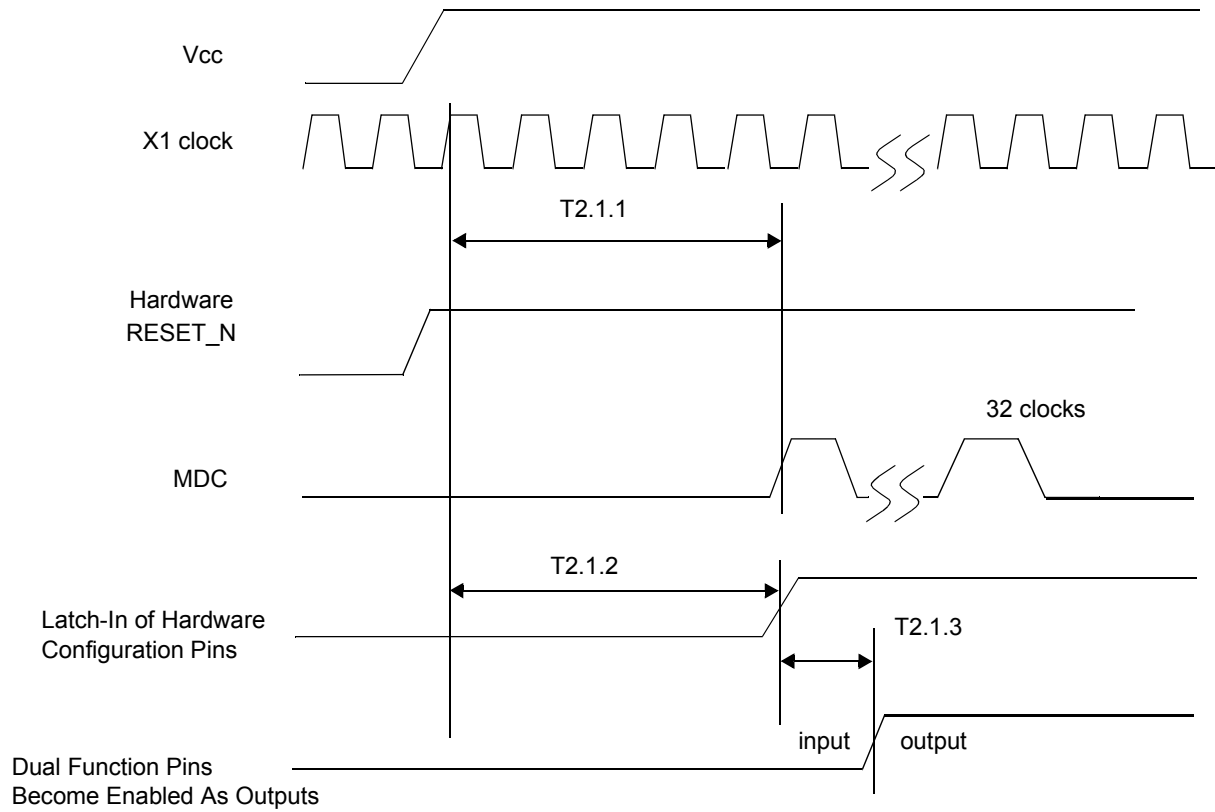 Vcc
X1 clock
T2.1.1
Hardware
RESET_N
32 clocks
MDC
T2.1.2
Latch-In of Hardware
Configuration Pins
T2.1.3
input
output
Dual Function Pins
Become Enabled As Outputs